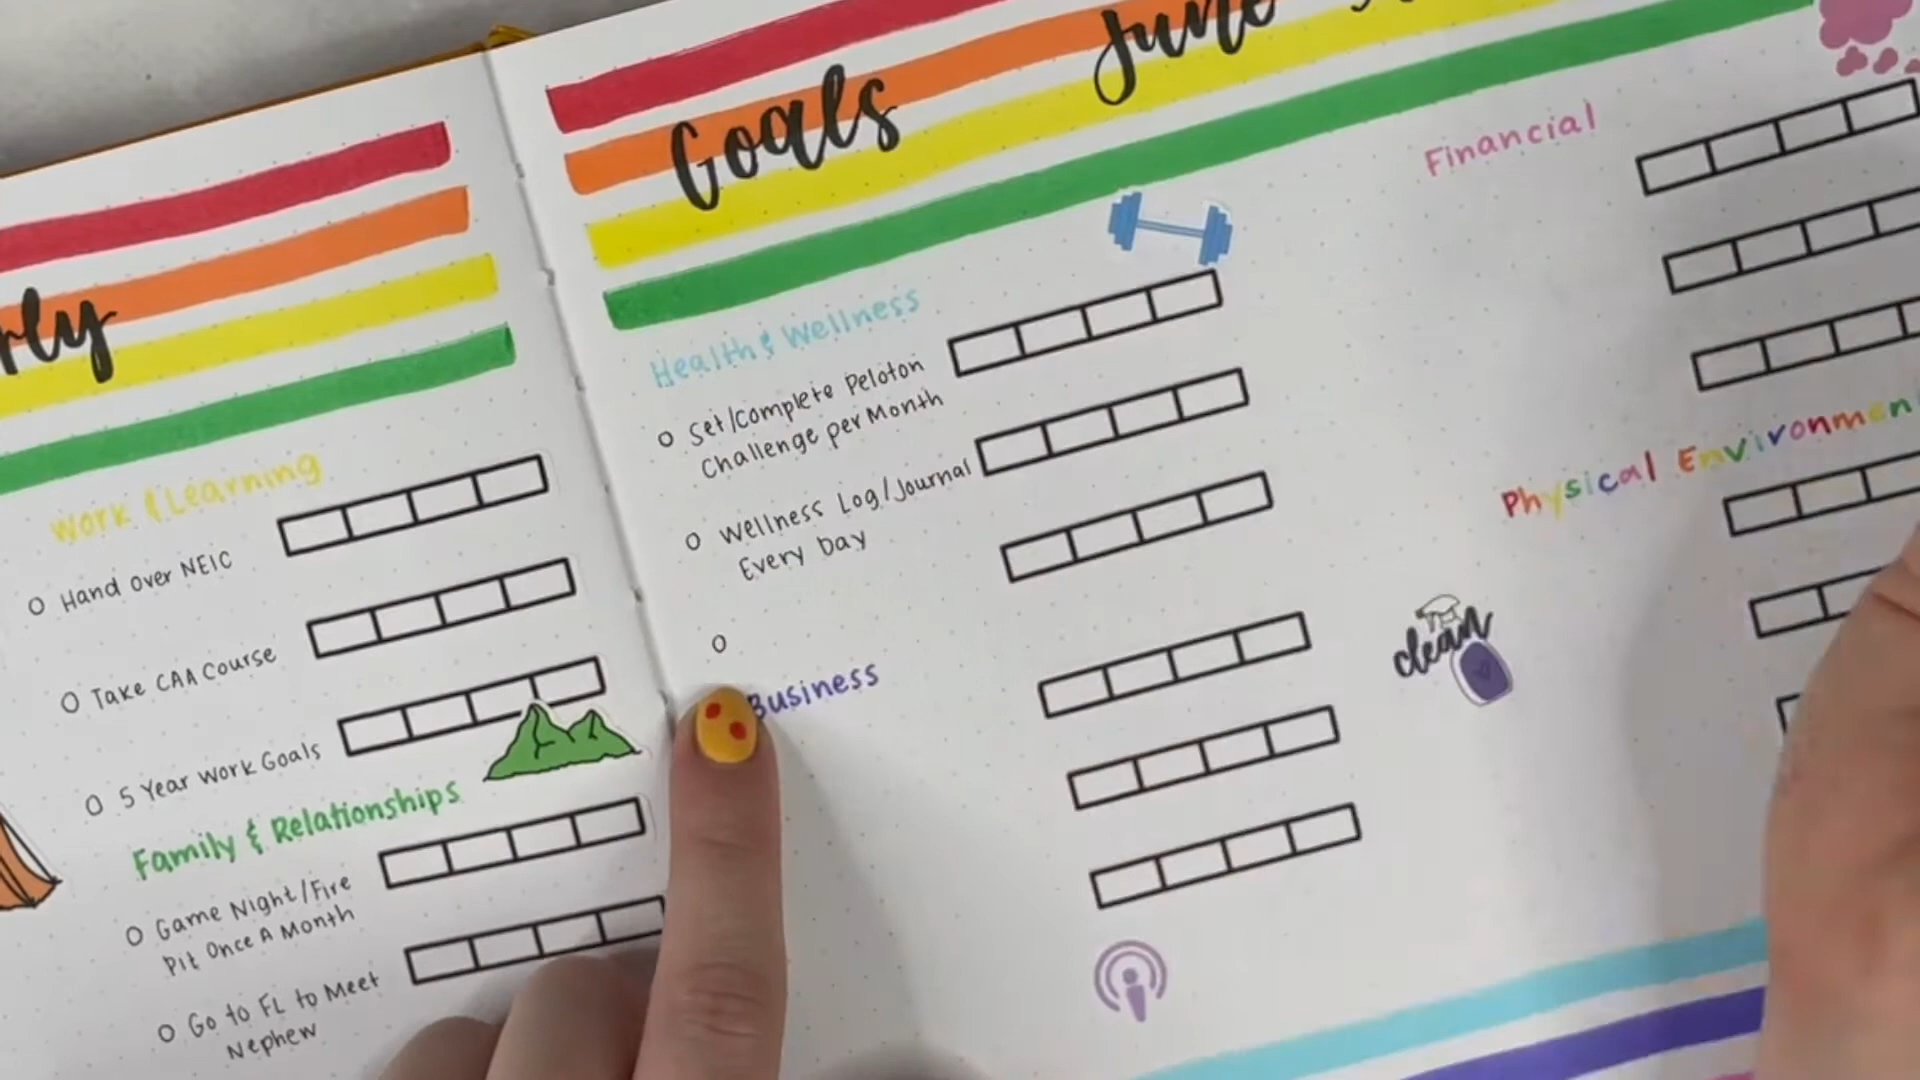 rly
Work & Learning
O Hand Over NEIC
O Take CAA Course
O 5 Year Work Goals
Family & Relationships
O Game Night/Fire
Pit Once A Month
O Go to FL to Meet
Nephew
Goals
June
Health & Wellness
O Set/Complete Peloton
Challenge per Month
O Wellness Log/Journal
Every Day
O
Business
Financial
Physical Environment
clean